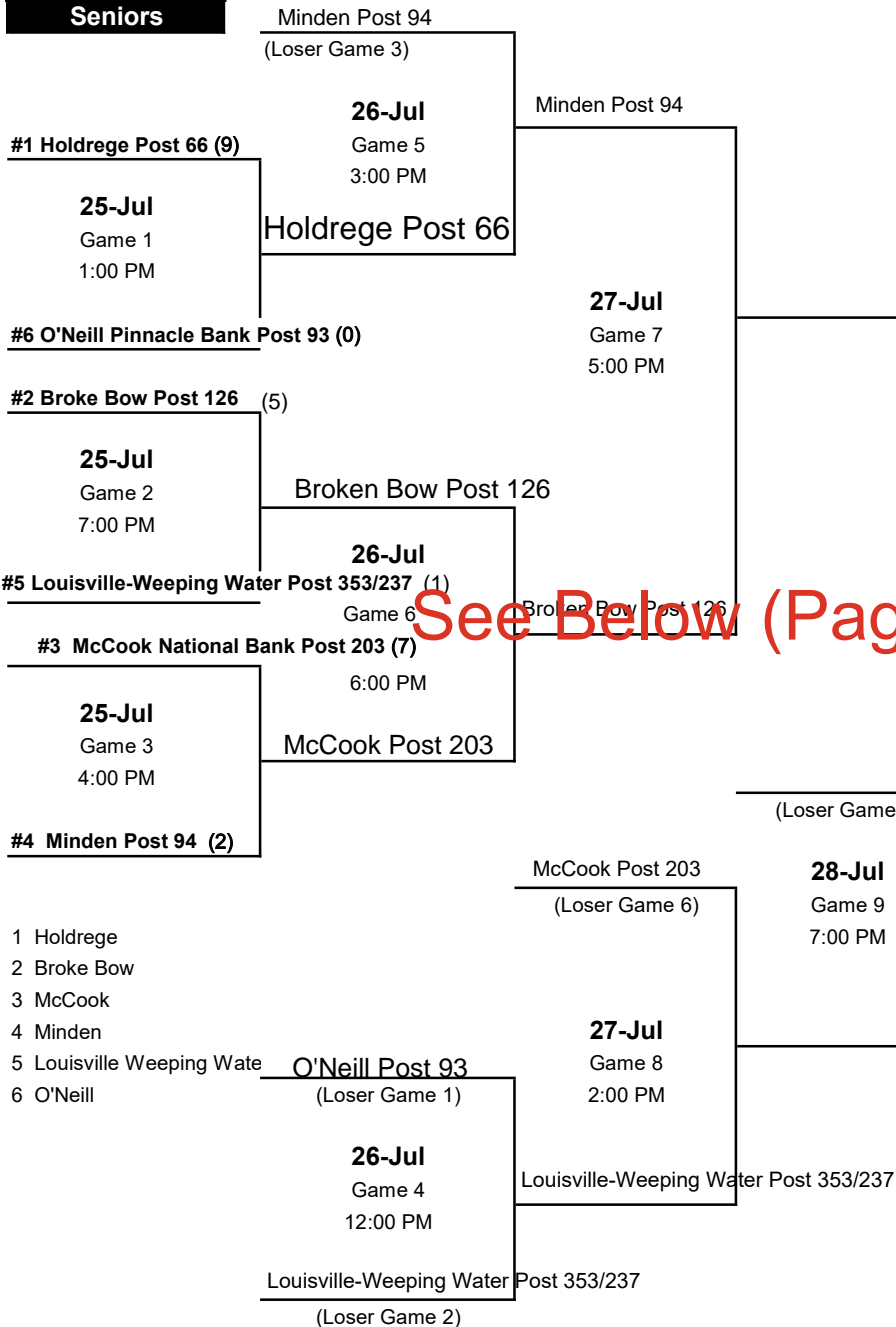 Seniors
Minden Post 94
(Loser Game 3)
26-Jul
Game 5
3:00 PM
Minden Post 94
#1 Holdrege Post 66 (9)
25-Jul
Game 1
1:00 PM
Holdrege Post 66
#6 O'Neill Pinnacle Bank Post 93 (0)
27-Jul
Game 7
5:00 PM
#2 Broke Bow Post 126 (5)
25-Jul
Game 2
7:00 PM
Broken Bow Post 126
26-Jul
#5 Louisville-Weeping Water Post 353/237 (1)
Game 6
See Below (Pag
Broken Bow Post 126
#3 McCook National Bank Post 203 (7)
6:00 PM
25-Jul
Game 3
4:00 PM
McCook Post 203
#4 Minden Post 94 (2)
(Loser Game
McCook Post 203
(Loser Game 6)
28-Jul
Game 9
7:00 PM
1 Holdrege
2 Broke Bow
3 McCook
4 Minden
5 Louisville Weeping Wate
6 O'Neill
27-Jul
Game 8
2:00 PM
O'Neill Post 93
(Loser Game 1)
26-Jul
Game 4
12:00 PM
Louisville-Weeping Water Post 353/237
Louisville-Weeping Water Post 353/237
(Loser Game 2)